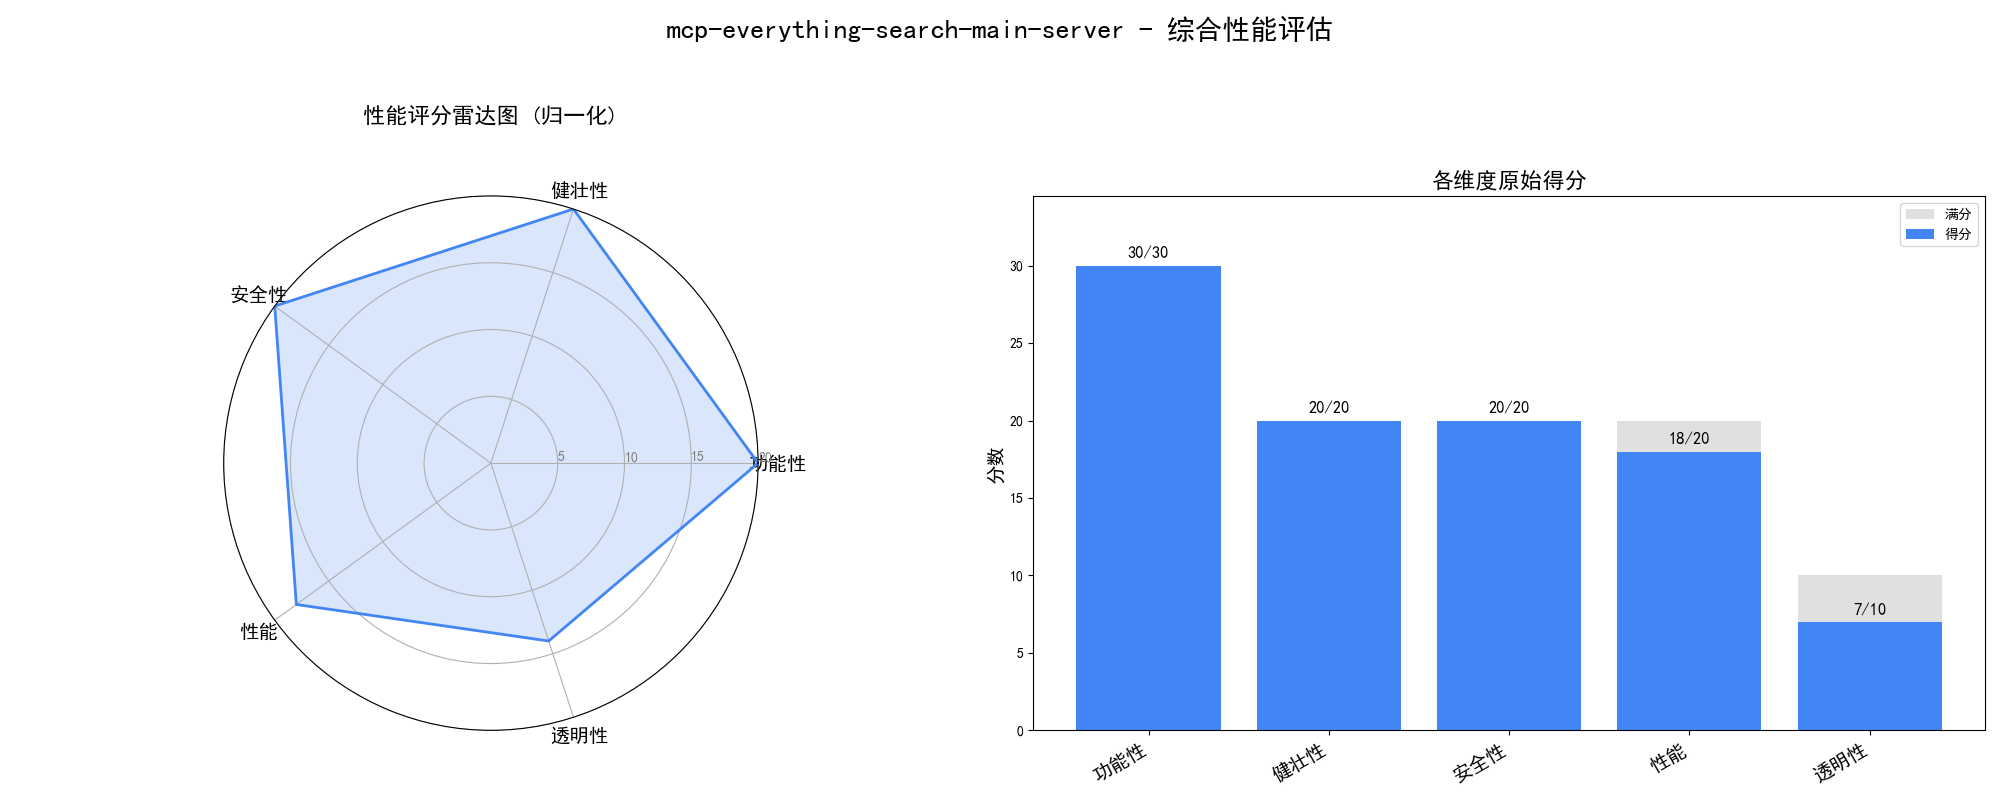 mcp-everything-search-main-server - 综合性能评估
性能评分雷达图 (归一化)
健壮性
安全性
功能性
性能
透明性
5
10
15
20
各维度原始得分
满分
得分
分数
30
25
20
15
10
5
0
30/30
20/20
20/20
18/20
7/10
功能性
健壮性
安全性
性能
透明性